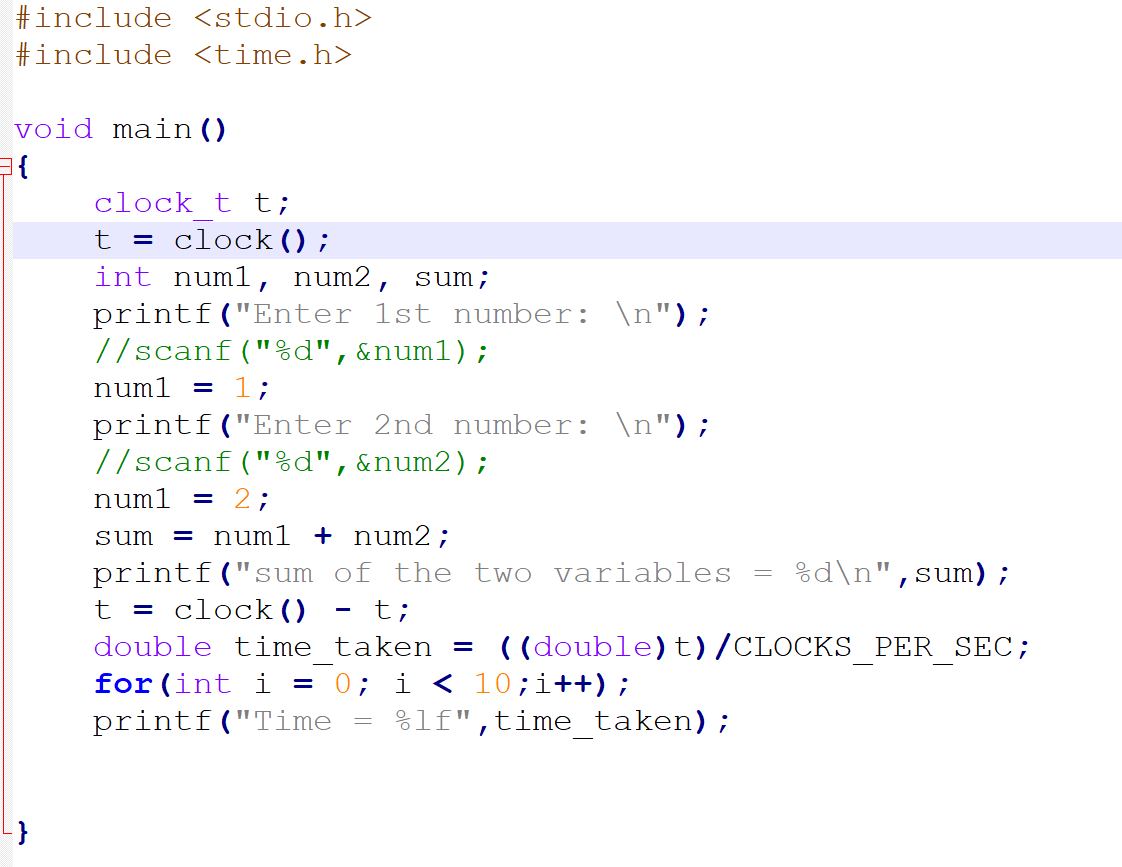 #include <stdio.h>
#include <time.h>
void main()
{
clock_t t;
t = clock();
int num1, num2, sum;
printf("Enter 1st number: \n");
//scanf("%d",&num1);
num1 = 1;
printf("Enter 2nd number: \n");
//scanf("%d",&num2);
num1 = 2;
sum = num1 + num2;
printf("sum of the two variables = %d\n",sum);
t = clock() - t;
double time_taken = ((double)t)/CLOCKS_PER_SEC;
for(int i = 0; i < 10;i++);
printf("Time = %lf",time_taken);
}